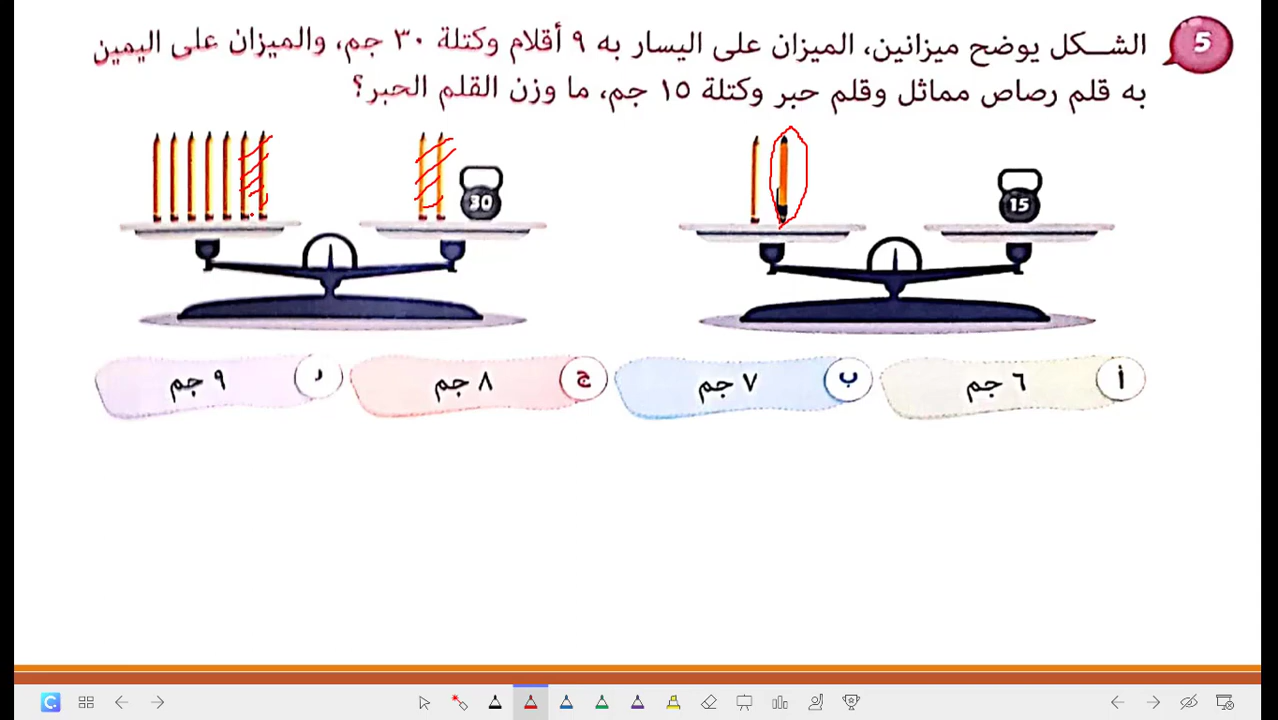 5
الشكل يوضح ميزانين، الميزان على اليسار به ٩ أقلام وكتلة ٣٠ جم، والميزان على اليمين
به قلم رصاص مماثل وقلم حبر وكتلة ١٥ جم، ما وزن القلم الحبر؟
30
15
أ ٦ جم
ب ٧ جم
ج ٨ جم
د ٩ جم